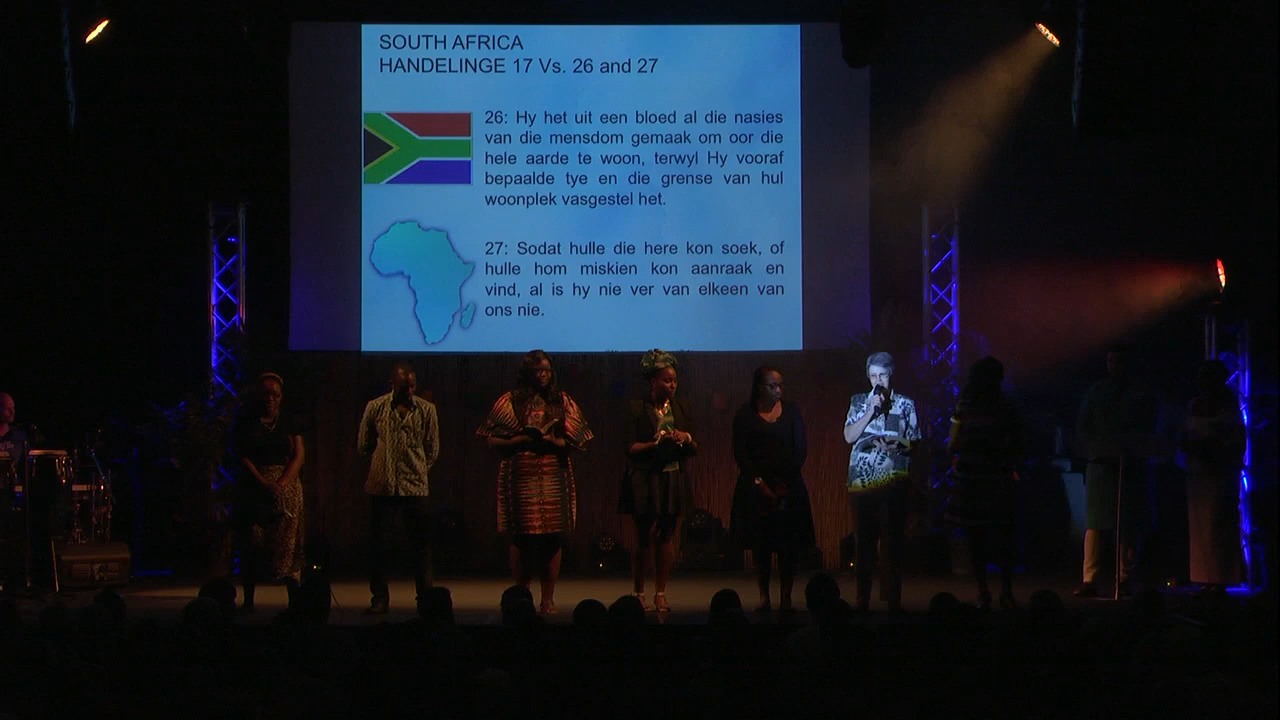 SOUTH AFRICA
HANDELINGE 17 Vs. 26 and 27
26: Hy het uit een bloed al die nasies
van die mensdom gemaak om oor die
hele aarde te woon, terwyl Hy vooraf
bepaalde tye en die grense van hul
woonplek vasgestel het.
27: Sodat hulle die here kon soek, of
hulle hom miskien kon aanraak en
vind, al is hy nie ver van elkeen van
ons nie.